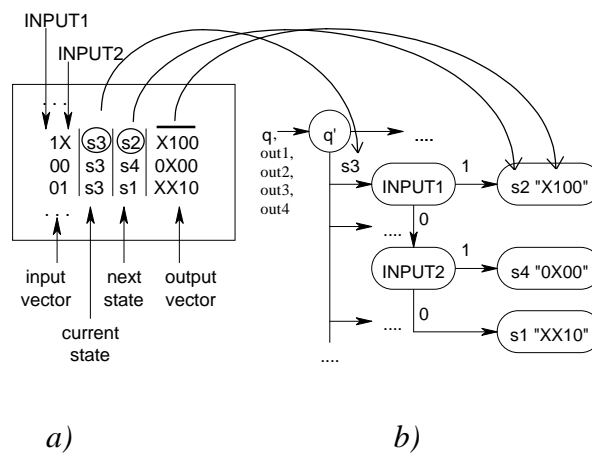 INPUT1
INPUT2
. . .
1X s3 s2 X100
00 s3 s4 0X00
01 s3 s1 XX10
. . .
input vector
current state
next state
output vector
q, out1, out2, out3, out4
q'
....
s3
INPUT1
1
s2 "X100"
0
....
INPUT2
1
s4 "0X00"
0
s1 "XX10"
....
....
a)
b)